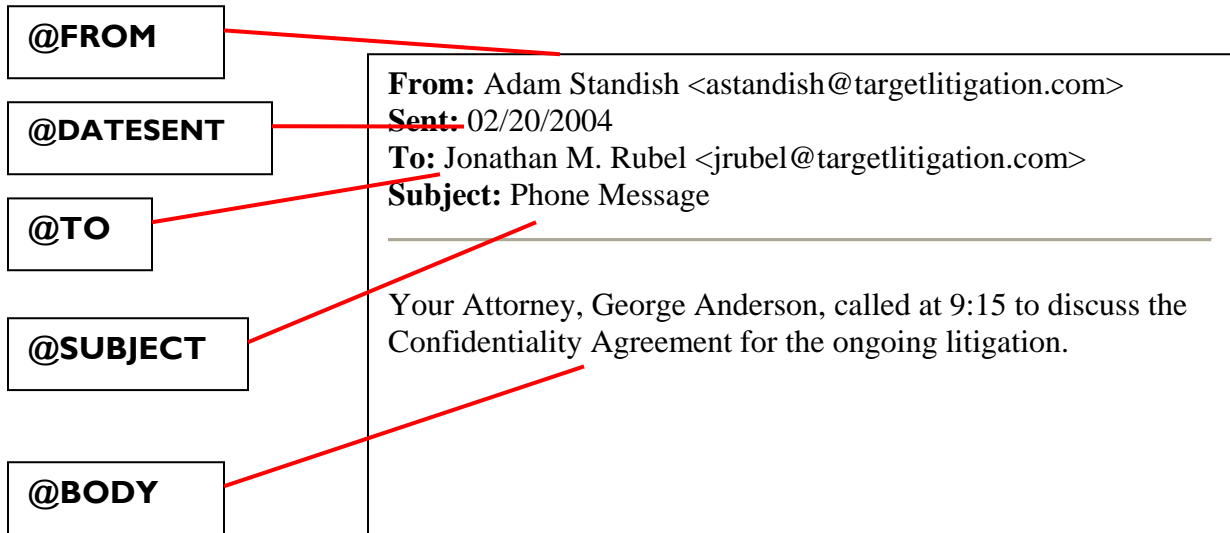 @FROM
@DATESENT
@TO
@SUBJECT
@BODY
From: Adam Standish <astandish@targetlitigation.com>
Sent: 02/20/2004
To: Jonathan M. Rubel <jrubel@targetlitigation.com>
Subject: Phone Message
Your Attorney, George Anderson, called at 9:15 to discuss the
Confidentiality Agreement for the ongoing litigation.